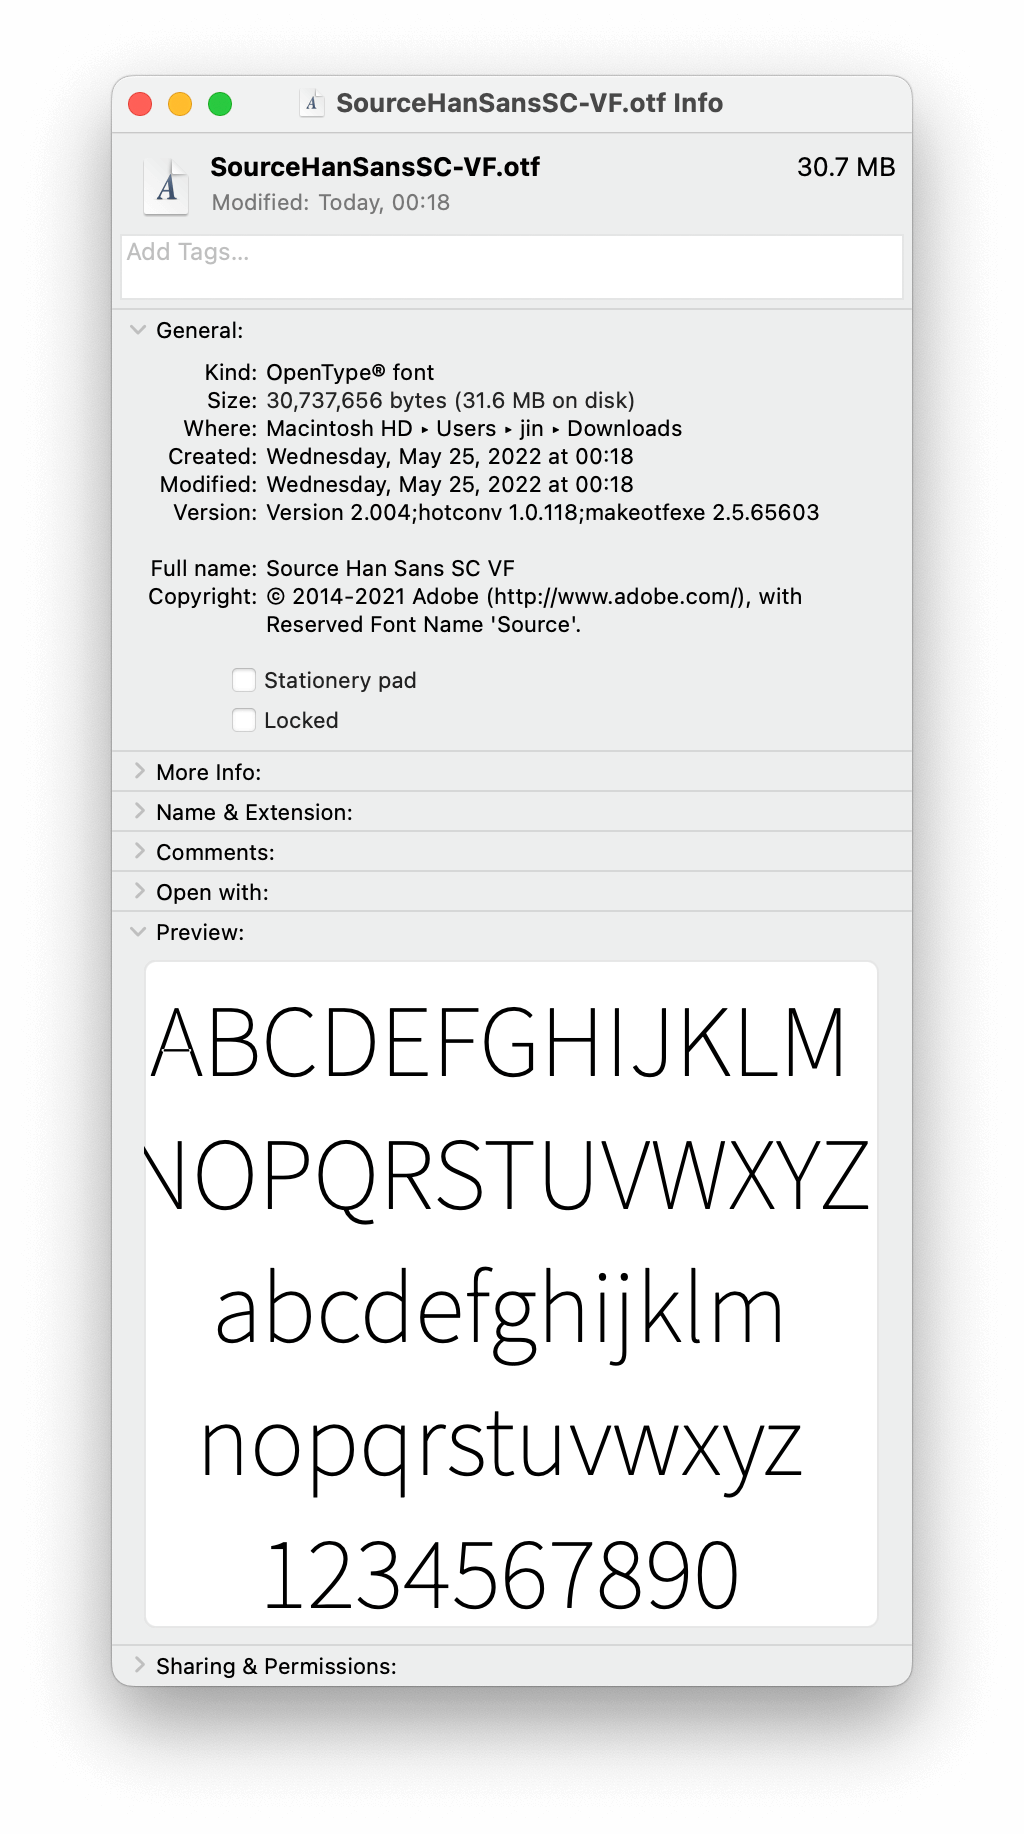 SourceHanSansSC-VF.otf Info
SourceHanSansSC-VF.otf 30.7 MB
Modified: Today, 00:18
Add Tags...
General:
Kind: OpenType® font
Size: 30,737,656 bytes (31.6 MB on disk)
Where: Macintosh HD ▸ Users ▸ jin ▸ Downloads
Created: Wednesday, May 25, 2022 at 00:18
Modified: Wednesday, May 25, 2022 at 00:18
Version: Version 2.004;hotconv 1.0.118;makeotfexe 2.5.65603
Full name: Source Han Sans SC VF
Copyright: © 2014-2021 Adobe (http://www.adobe.com/), with
Reserved Font Name 'Source'.
Stationery pad
Locked
More Info:
Name & Extension:
Comments:
Open with:
Preview:
ABCDEFGHIJKLM
NOPQRSTUVWXYZ
abcdefghijklm
nopqrstuvwxyz
1234567890
Sharing & Permissions: